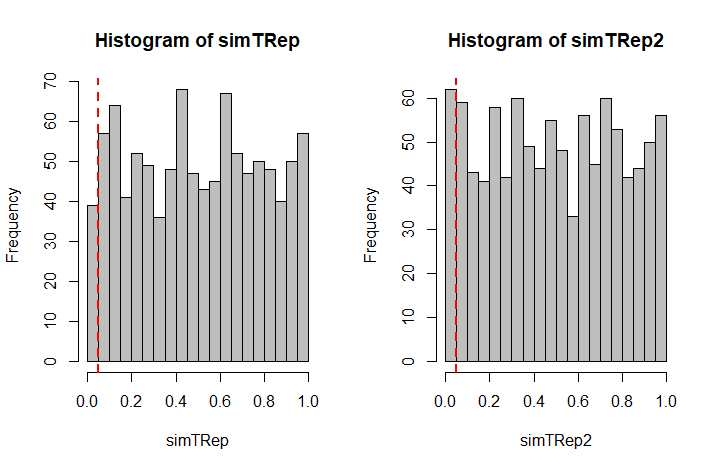 Histogram of simTRep
Frequency
0 10 20 30 40 50 60 70
0.0 0.2 0.4 0.6 0.8 1.0
simTRep
Histogram of simTRep2
Frequency
0 10 20 30 40 50 60
0.0 0.2 0.4 0.6 0.8 1.0
simTRep2